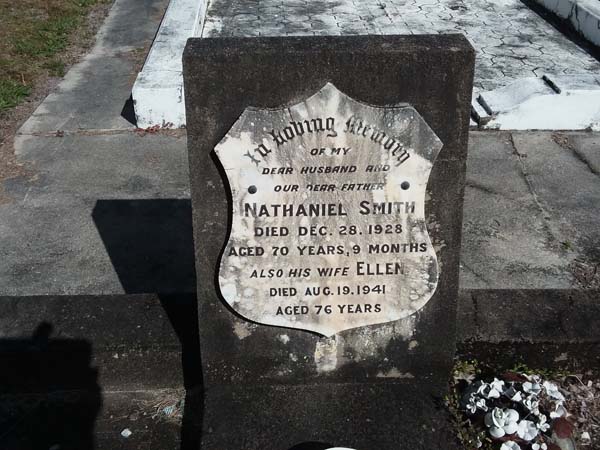 In Loving Memory
OF MY
DEAR HUSBAND AND
OUR DEAR FATHER
NATHANIEL SMITH
DIED DEC. 28. 1928
AGED 70 YEARS, 9 MONTHS
ALSO HIS WIFE ELLEN
DIED AUG. 19. 1941
AGED 76 YEARS